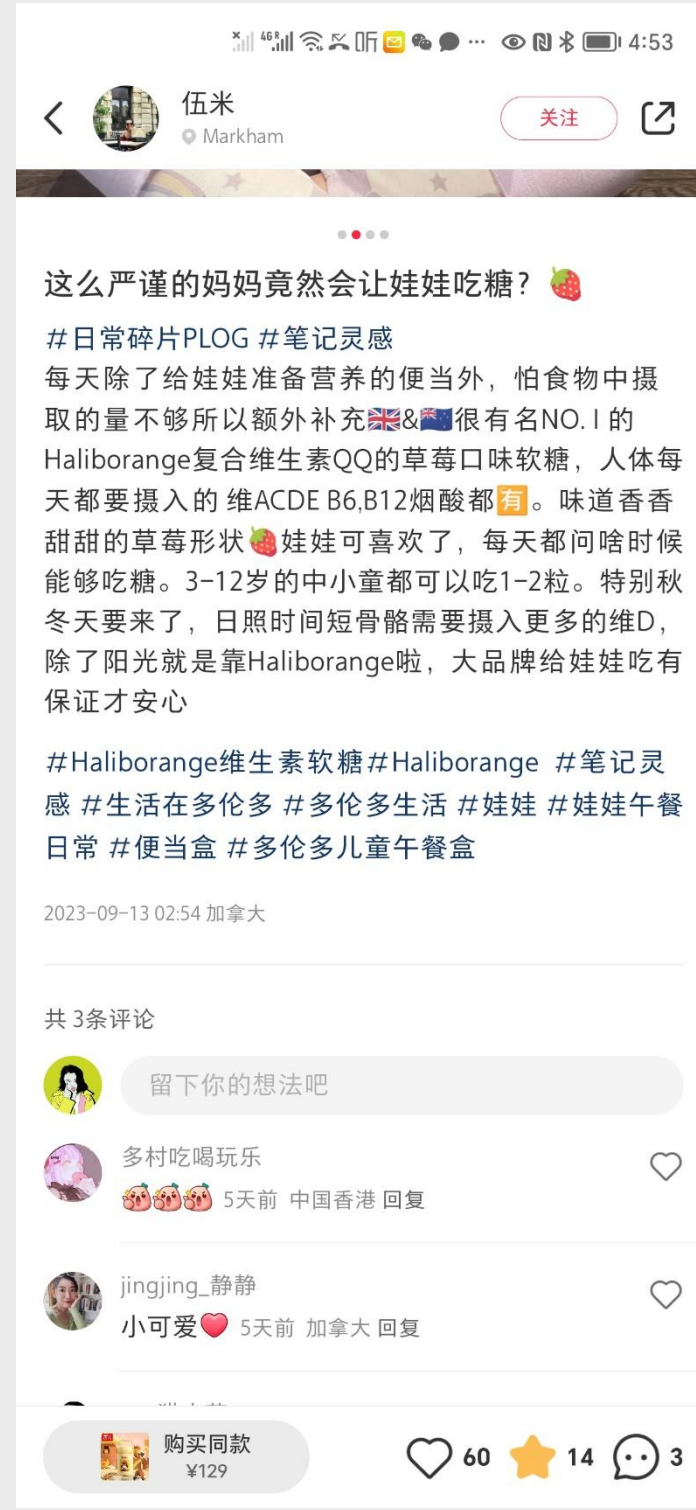 听 4:53
伍米
关注
Markham
这么严谨的妈妈竟然会让娃娃吃糖？🍓
#日常碎片PLOG #笔记灵感
每天除了给娃娃准备营养的便当外，怕食物中摄
取的量不够所以额外补充🇬🇧&🇳🇿很有名NO.1的
Haliborange复合维生素QQ的草莓口味软糖，人体每
天都要摄入的 维ACDE B6,B12烟酸都🈶。味道香香
甜甜的草莓形状🍓娃娃可喜欢了，每天都问啥时候
能够吃糖。3-12岁的中小童都可以吃1-2粒。特别秋
冬天要来了，日照时间短骨骼需要摄入更多的维D，
除了阳光就是靠Haliborange啦，大品牌给娃娃吃有
保证才安心
#Haliborange维生素软糖#Haliborange #笔记灵
感 #生活在多伦多 #多伦多生活 #娃娃 #娃娃午餐
日常 #便当盒 #多伦多儿童午餐盒
2023-09-13 02:54 加拿大
共 3条评论
留下你的想法吧
多村吃喝玩乐
5天前 中国香港 回复
jingjing_静静
小可爱❤️ 5天前 加拿大 回复
购买同款
¥129
60 14 3